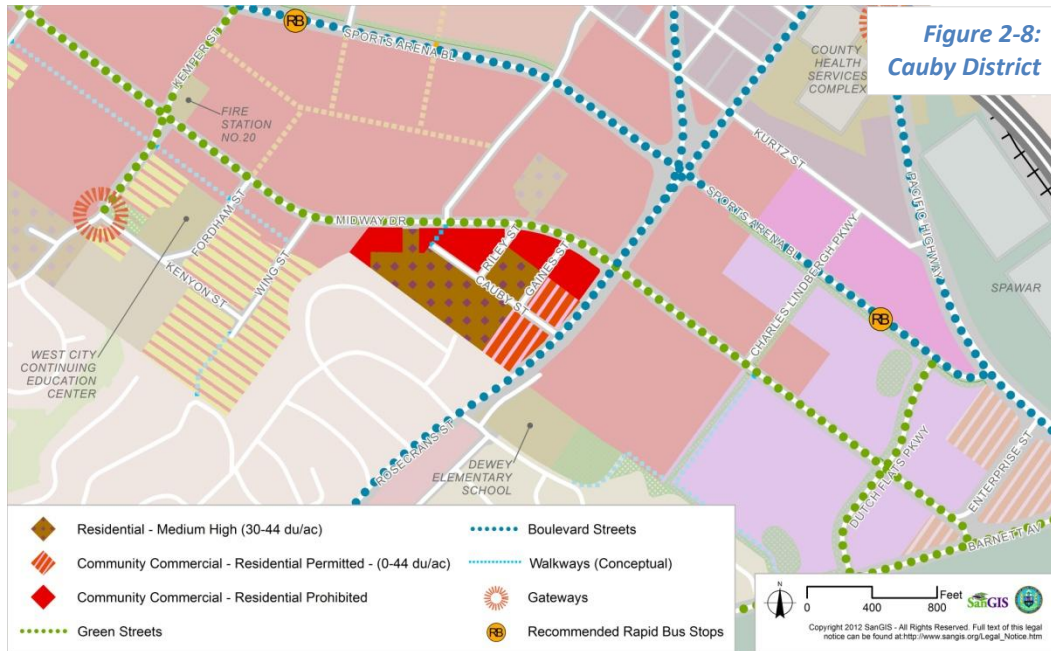 Figure 2-8:
Cauby District
RB
SPORTS ARENA BL
KEMPER ST
COUNTY
HEALTH
SERVICES
COMPLEX
FIRE
STATION
NO.20
KURTZ ST
PACIFIC HIGHWAY
SPORTS ARENA BL
MIDWAY DR
FORDHAM ST
RILEY ST
GAINES ST
CAUBY ST
WING ST
KENYON ST
CHARLES LINDBERGH PKWY
SPAWAR
RB
WEST CITY
CONTINUING
EDUCATION
CENTER
ROSECRANS ST
DEWEY
ELEMENTARY
SCHOOL
DUTCH FLATS PKWY
ENTERPRISE ST
BARNETT AV
Residential - Medium High (30-44 du/ac)
Community Commercial - Residential Permitted - (0-44 du/ac)
Community Commercial - Residential Prohibited
Green Streets
Boulevard Streets
Walkways (Conceptual)
Gateways
RB Recommended Rapid Bus Stops
N
Feet
0 400 800
SanGIS
Copyright 2012 SanGIS - All Rights Reserved. Full text of this legal
notice can be found at:http://www.sangis.org/Legal_Notice.htm